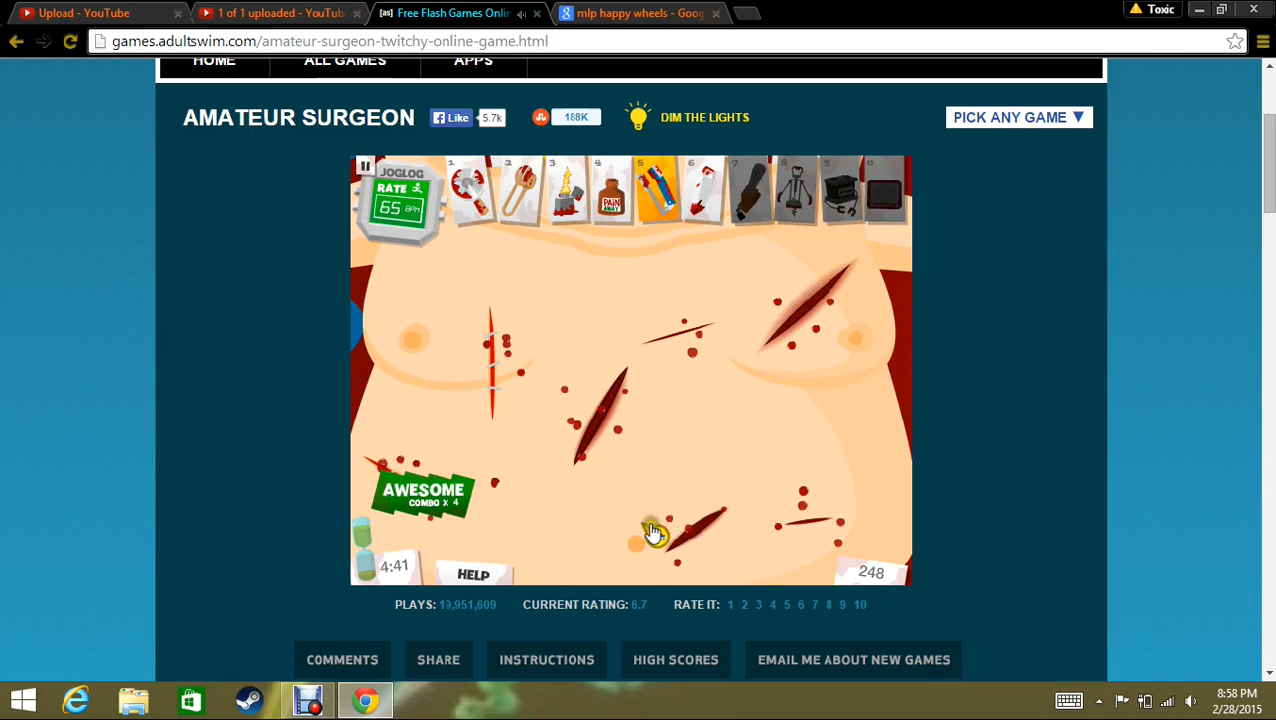 Upload - YouTube
1 of 1 uploaded - YouTube
Free Flash Games Onlin
mlp happy wheels - Goog
Toxic
games.adultswim.com/amateur-surgeon-twitchy-online-game.html
HOME
ALL GAMES
APPS
AMATEUR SURGEON
Like
5.7k
188K
DIM THE LIGHTS
PICK ANY GAME ▼
JOGLOG
RATE
65 BPM
1 2 3 4 5 6 7 8 9 0
PAIN
AWAY
AWESOME
COMBO X 4
4:41
HELP
248
PLAYS: 19,951,609
CURRENT RATING: 6.7
RATE IT: 1 2 3 4 5 6 7 8 9 10
COMMENTS
SHARE
INSTRUCTIONS
HIGH SCORES
EMAIL ME ABOUT NEW GAMES
8:58 PM
2/28/2015